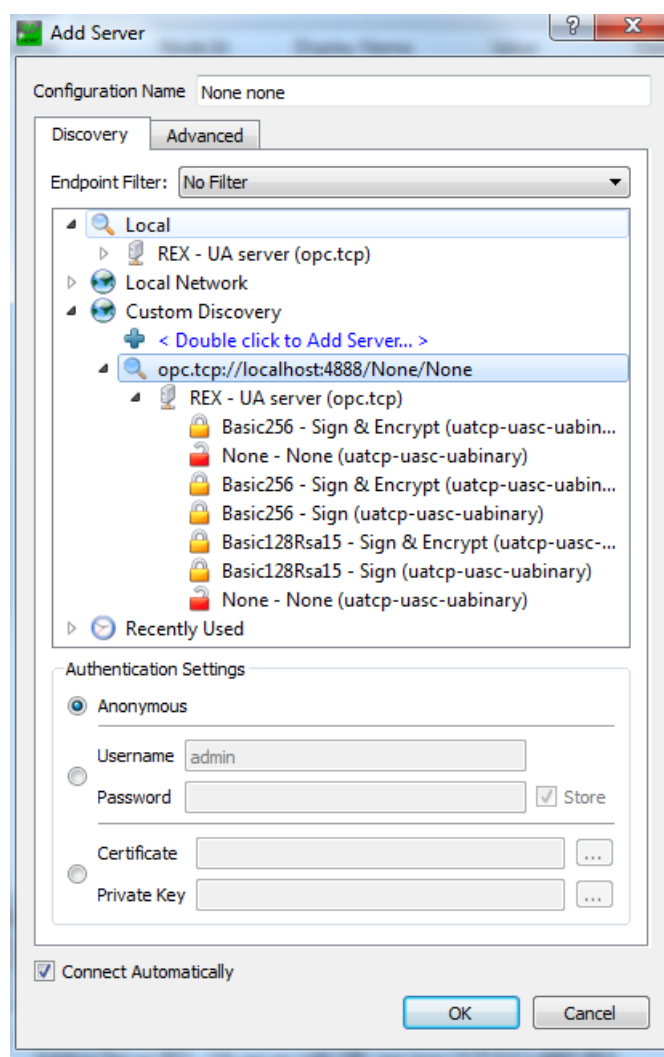 Add Server
Configuration Name None none
Discovery Advanced
Endpoint Filter: No Filter
Local
REX - UA server (opc.tcp)
Local Network
Custom Discovery
< Double click to Add Server... >
opc.tcp://localhost:4888/None/None
REX - UA server (opc.tcp)
Basic256 - Sign & Encrypt (uatcp-uasc-uabin...
None - None (uatcp-uasc-uabinary)
Basic256 - Sign & Encrypt (uatcp-uasc-uabin...
Basic256 - Sign (uatcp-uasc-uabinary)
Basic128Rsa15 - Sign & Encrypt (uatcp-uasc-...
Basic128Rsa15 - Sign (uatcp-uasc-uabinary)
None - None (uatcp-uasc-uabinary)
Recently Used
Authentication Settings
Anonymous
Username admin
Password Store
Certificate ...
Private Key ...
Connect Automatically
OK Cancel